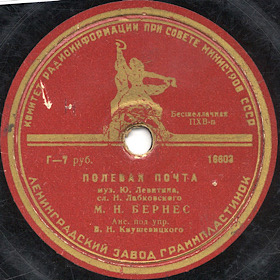 КОМИТЕТ РАДИОИНФОРМАЦИИ ПРИ СОВЕТЕ МИНИСТРОВ СССР
Бесшеллачная
ПХВ-п
Г—7 руб.
16603
ПОЛЕВАЯ ПОЧТА
муз. Ю. Левитина,
сл. Н. Лабковского
М. Н. БЕРНЕС
Анс. под упр.
В. Н. Кнушевицкого
ЛЕНИНГРАДСКИЙ ЗАВОД ГРАМПЛАСТИНОК